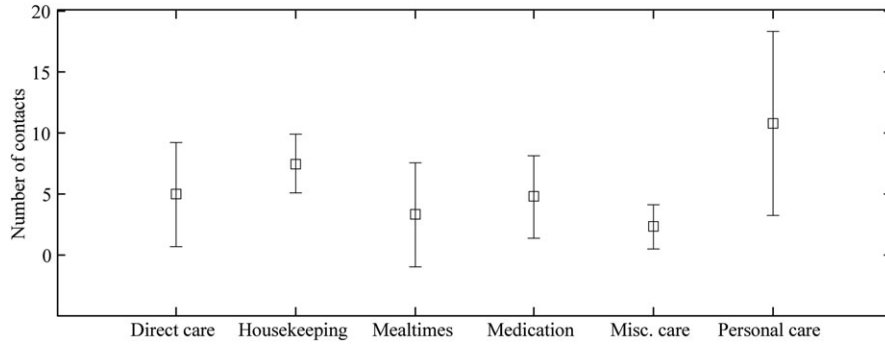 Number of contacts
20
15
10
5
0
Direct care Housekeeping Mealtimes Medication Misc. care Personal care